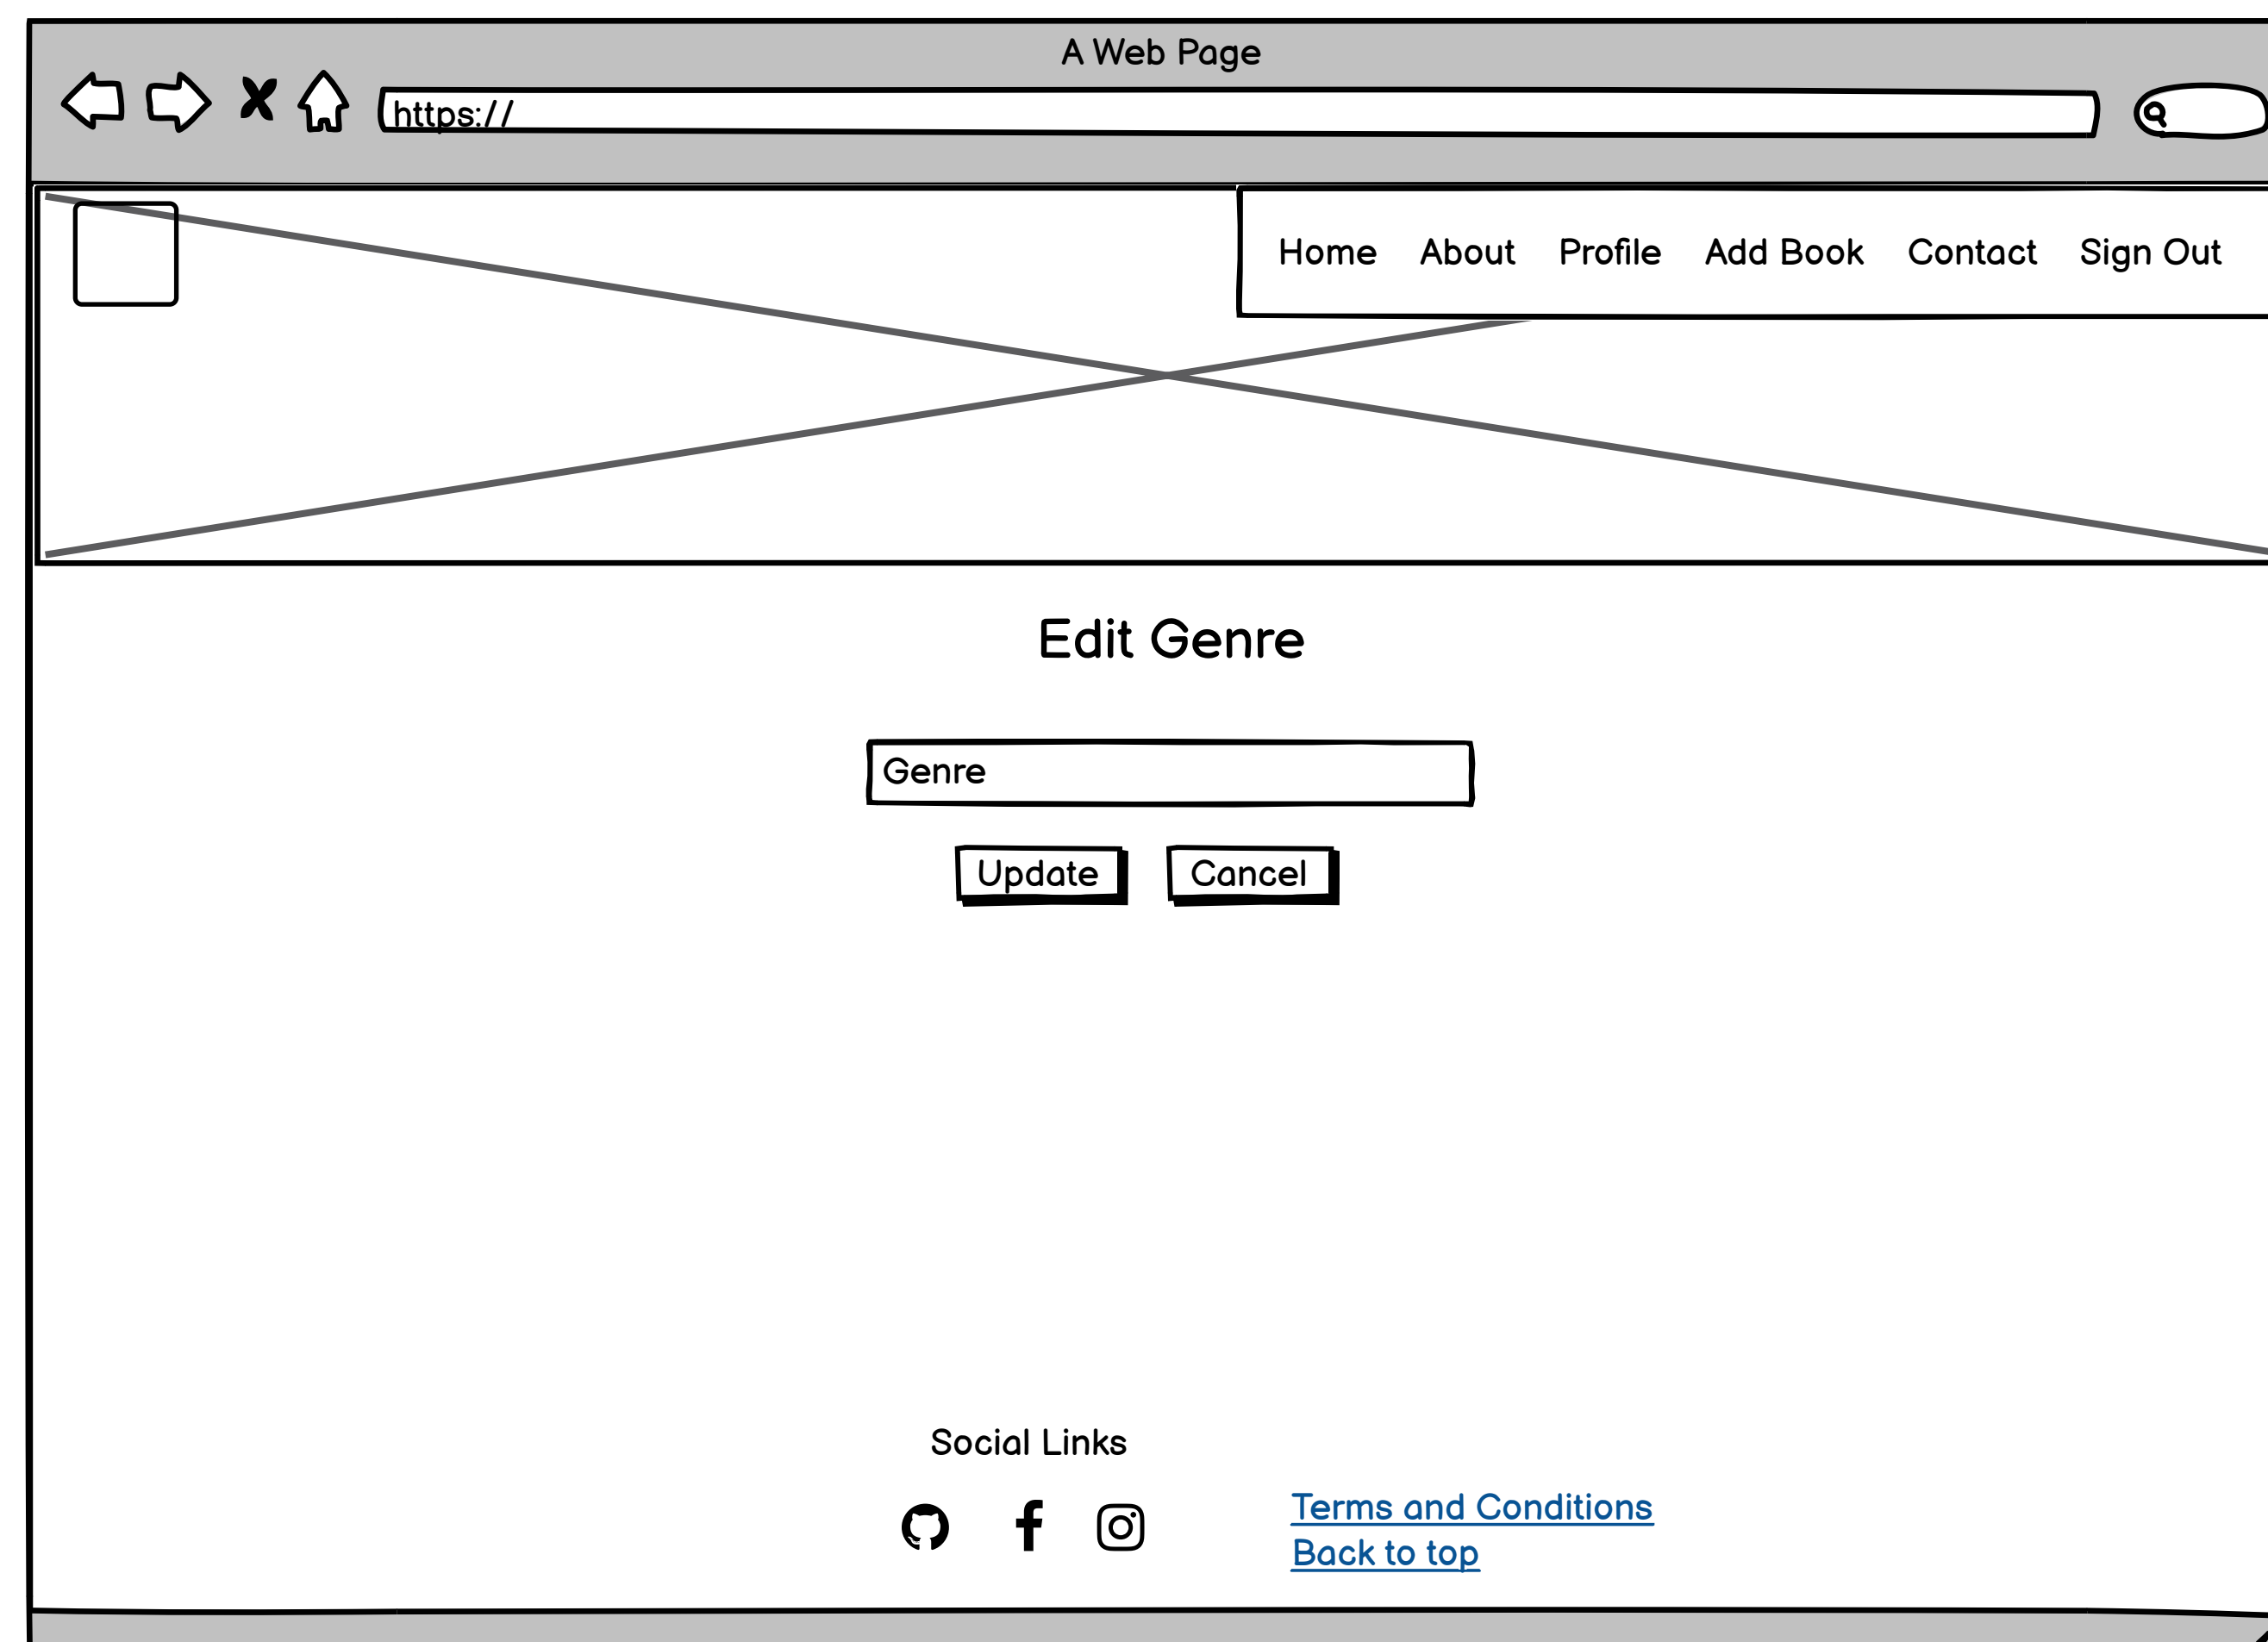 A Web Page
https://
Home About Profile Add Book Contact Sign Out
Edit Genre
Genre
Update Cancel
Social Links
Terms and Conditions
Back to top